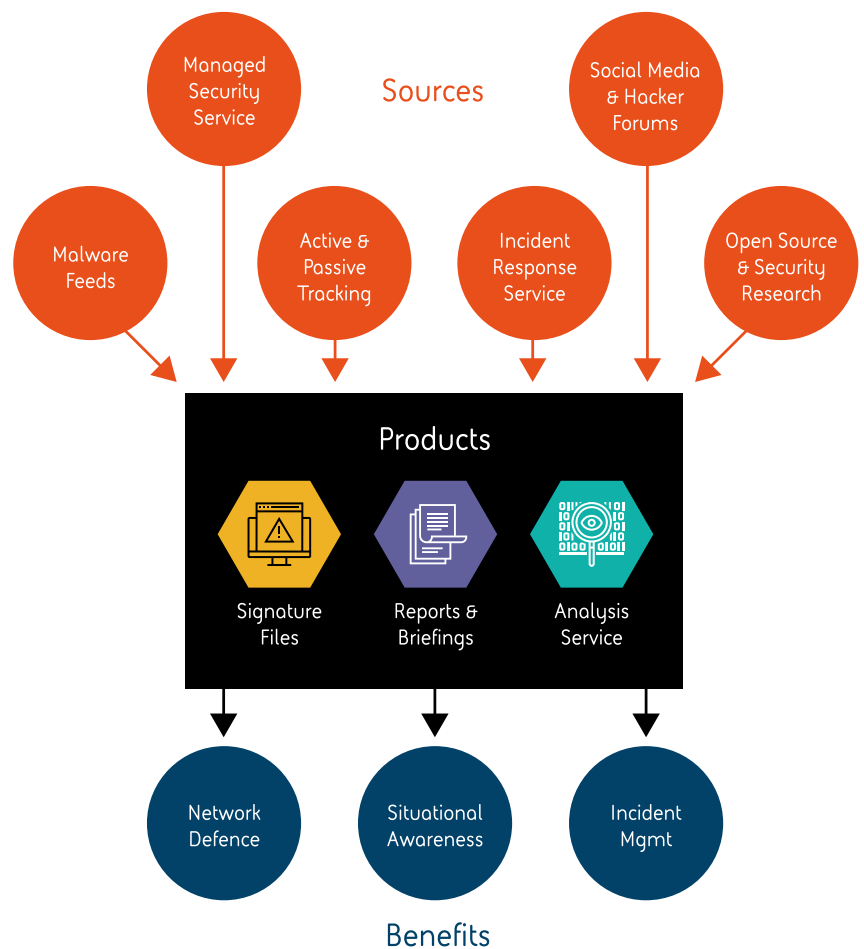 Managed
Security
Service
Sources
Social Media
& Hacker
Forums
Malware
Feeds
Active &
Passive
Tracking
Incident
Response
Service
Open Source
& Security
Research
Products
Signature
Files
Reports &
Briefings
Analysis
Service
Network
Defence
Situational
Awareness
Incident
Mgmt
Benefits